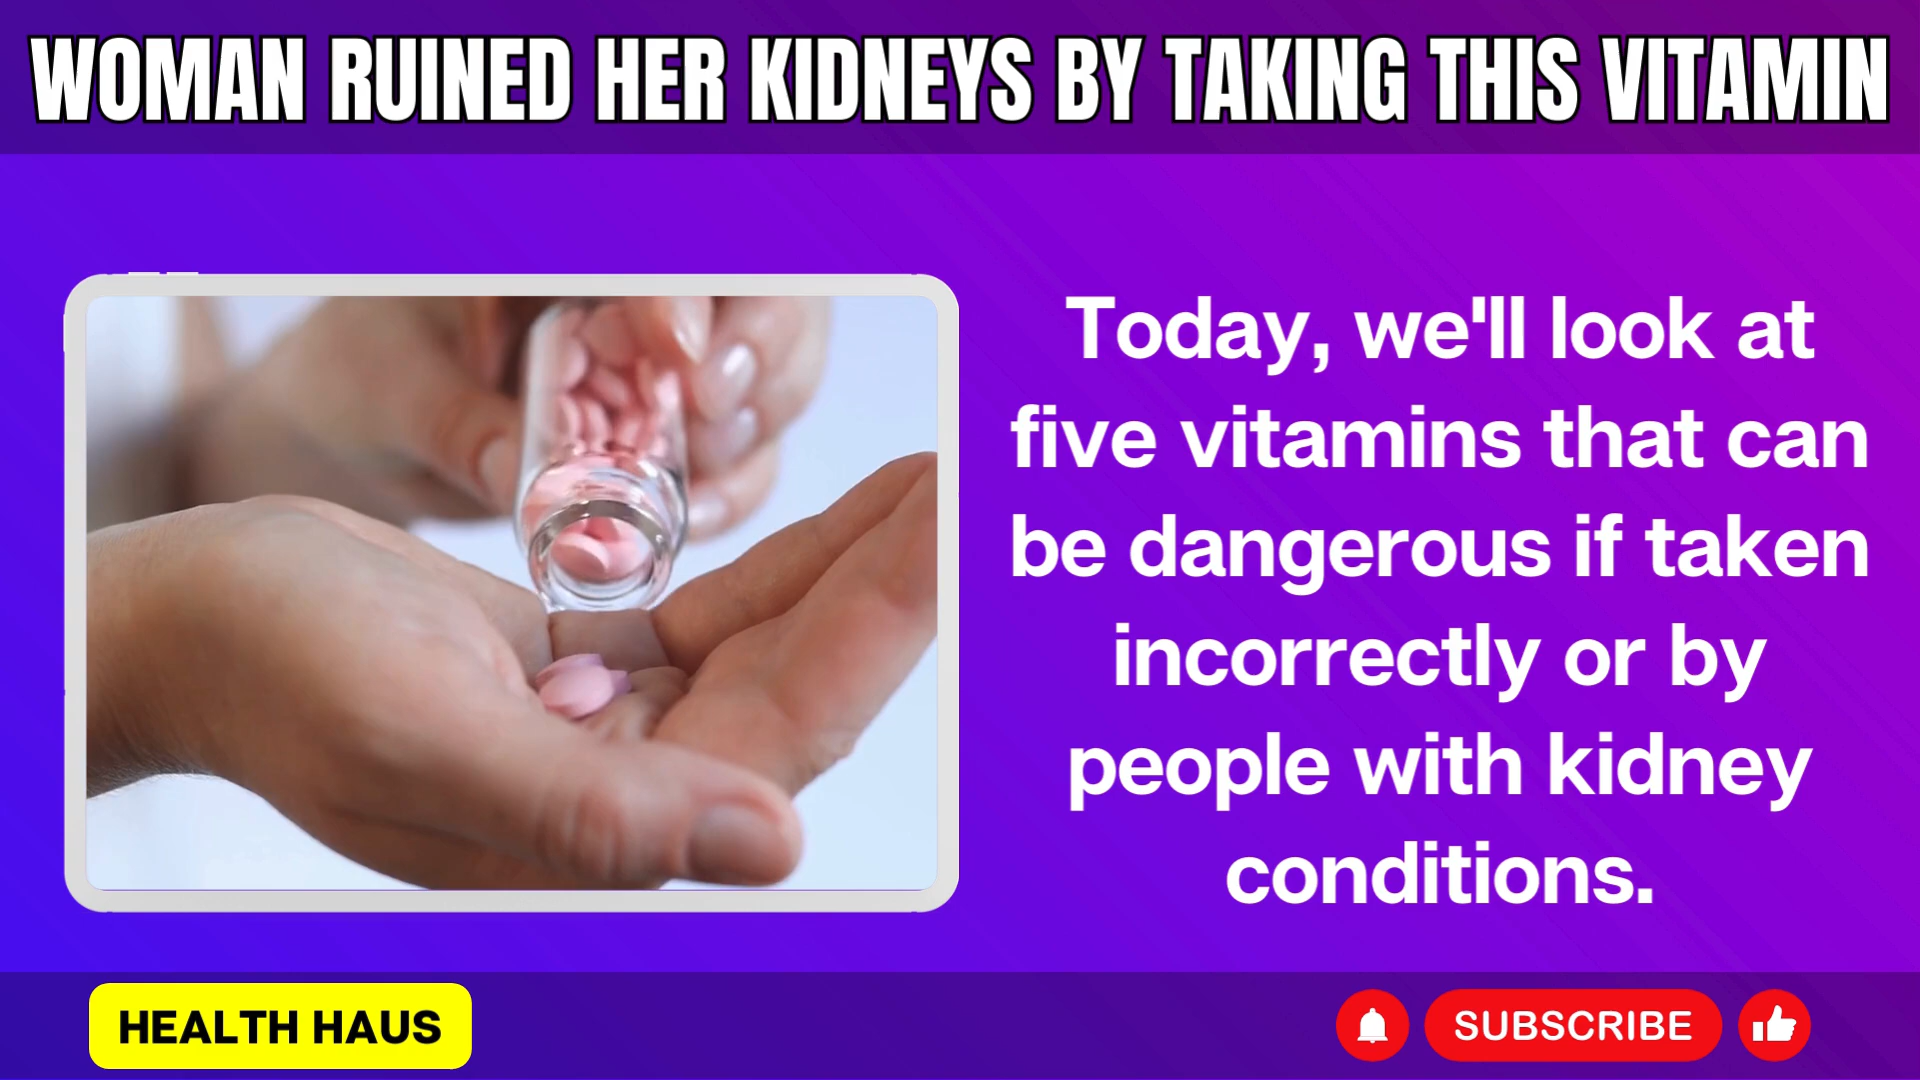 WOMAN RUINED HER KIDNEYS BY TAKING THIS VITAMIN
Today, we'll look at
five vitamins that can
be dangerous if taken
incorrectly or by
people with kidney
conditions.
HEALTH HAUS
SUBSCRIBE